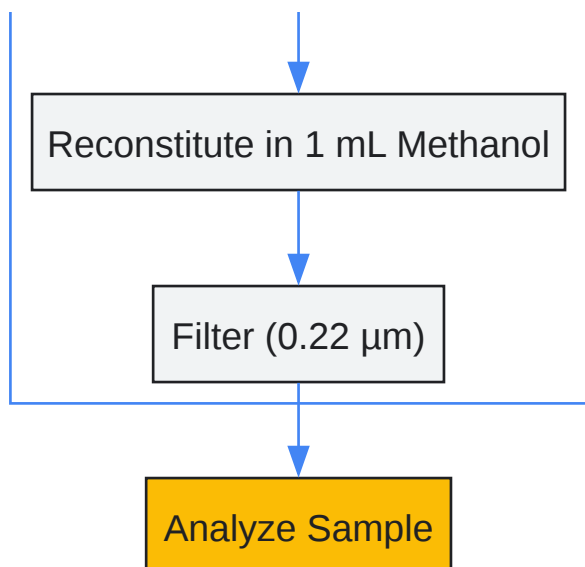 Reconstitute in 1 mL Methanol
Filter (0.22 µm)
Analyze Sample